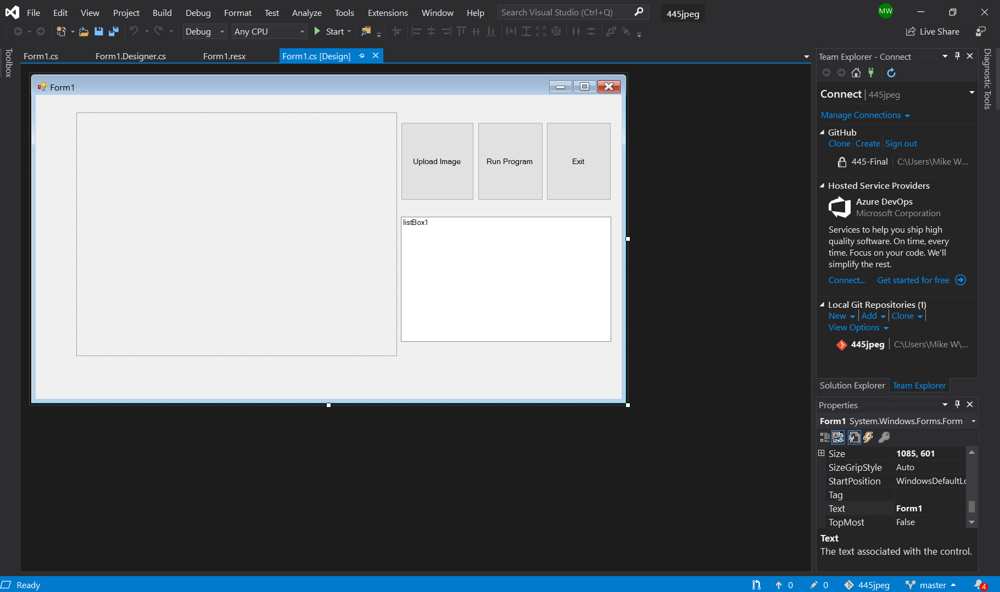 File Edit View Project Build Debug Format Test Analyze Tools Extensions Window Help Search Visual Studio (Ctrl+Q) 445jpeg MW
Debug Any CPU Start Live Share
Toolbox
Form1.cs Form1.Designer.cs Form1.resx Form1.cs [Design]
Form1
Upload Image Run Program Exit
listBox1
Team Explorer - Connect
Connect | 445jpeg
Manage Connections
GitHub
Clone Create Sign out
445-Final C:\Users\Mike W...
Hosted Service Providers
Azure DevOps
Microsoft Corporation
Services to help you ship high
quality software. On time, every
time. Focus on your code. We'll
simplify the rest.
Connect... Get started for free
Local Git Repositories (1)
New Add Clone
View Options
445jpeg C:\Users\Mike W\...
Solution Explorer Team Explorer
Diagnostic Tools
Properties
Form1 System.Windows.Forms.Form
Size 1085, 601
SizeGripStyle Auto
StartPosition WindowsDefaultLo
Tag
Text Form1
TopMost False
Text
The text associated with the control.
Ready 0 0 445jpeg master 4